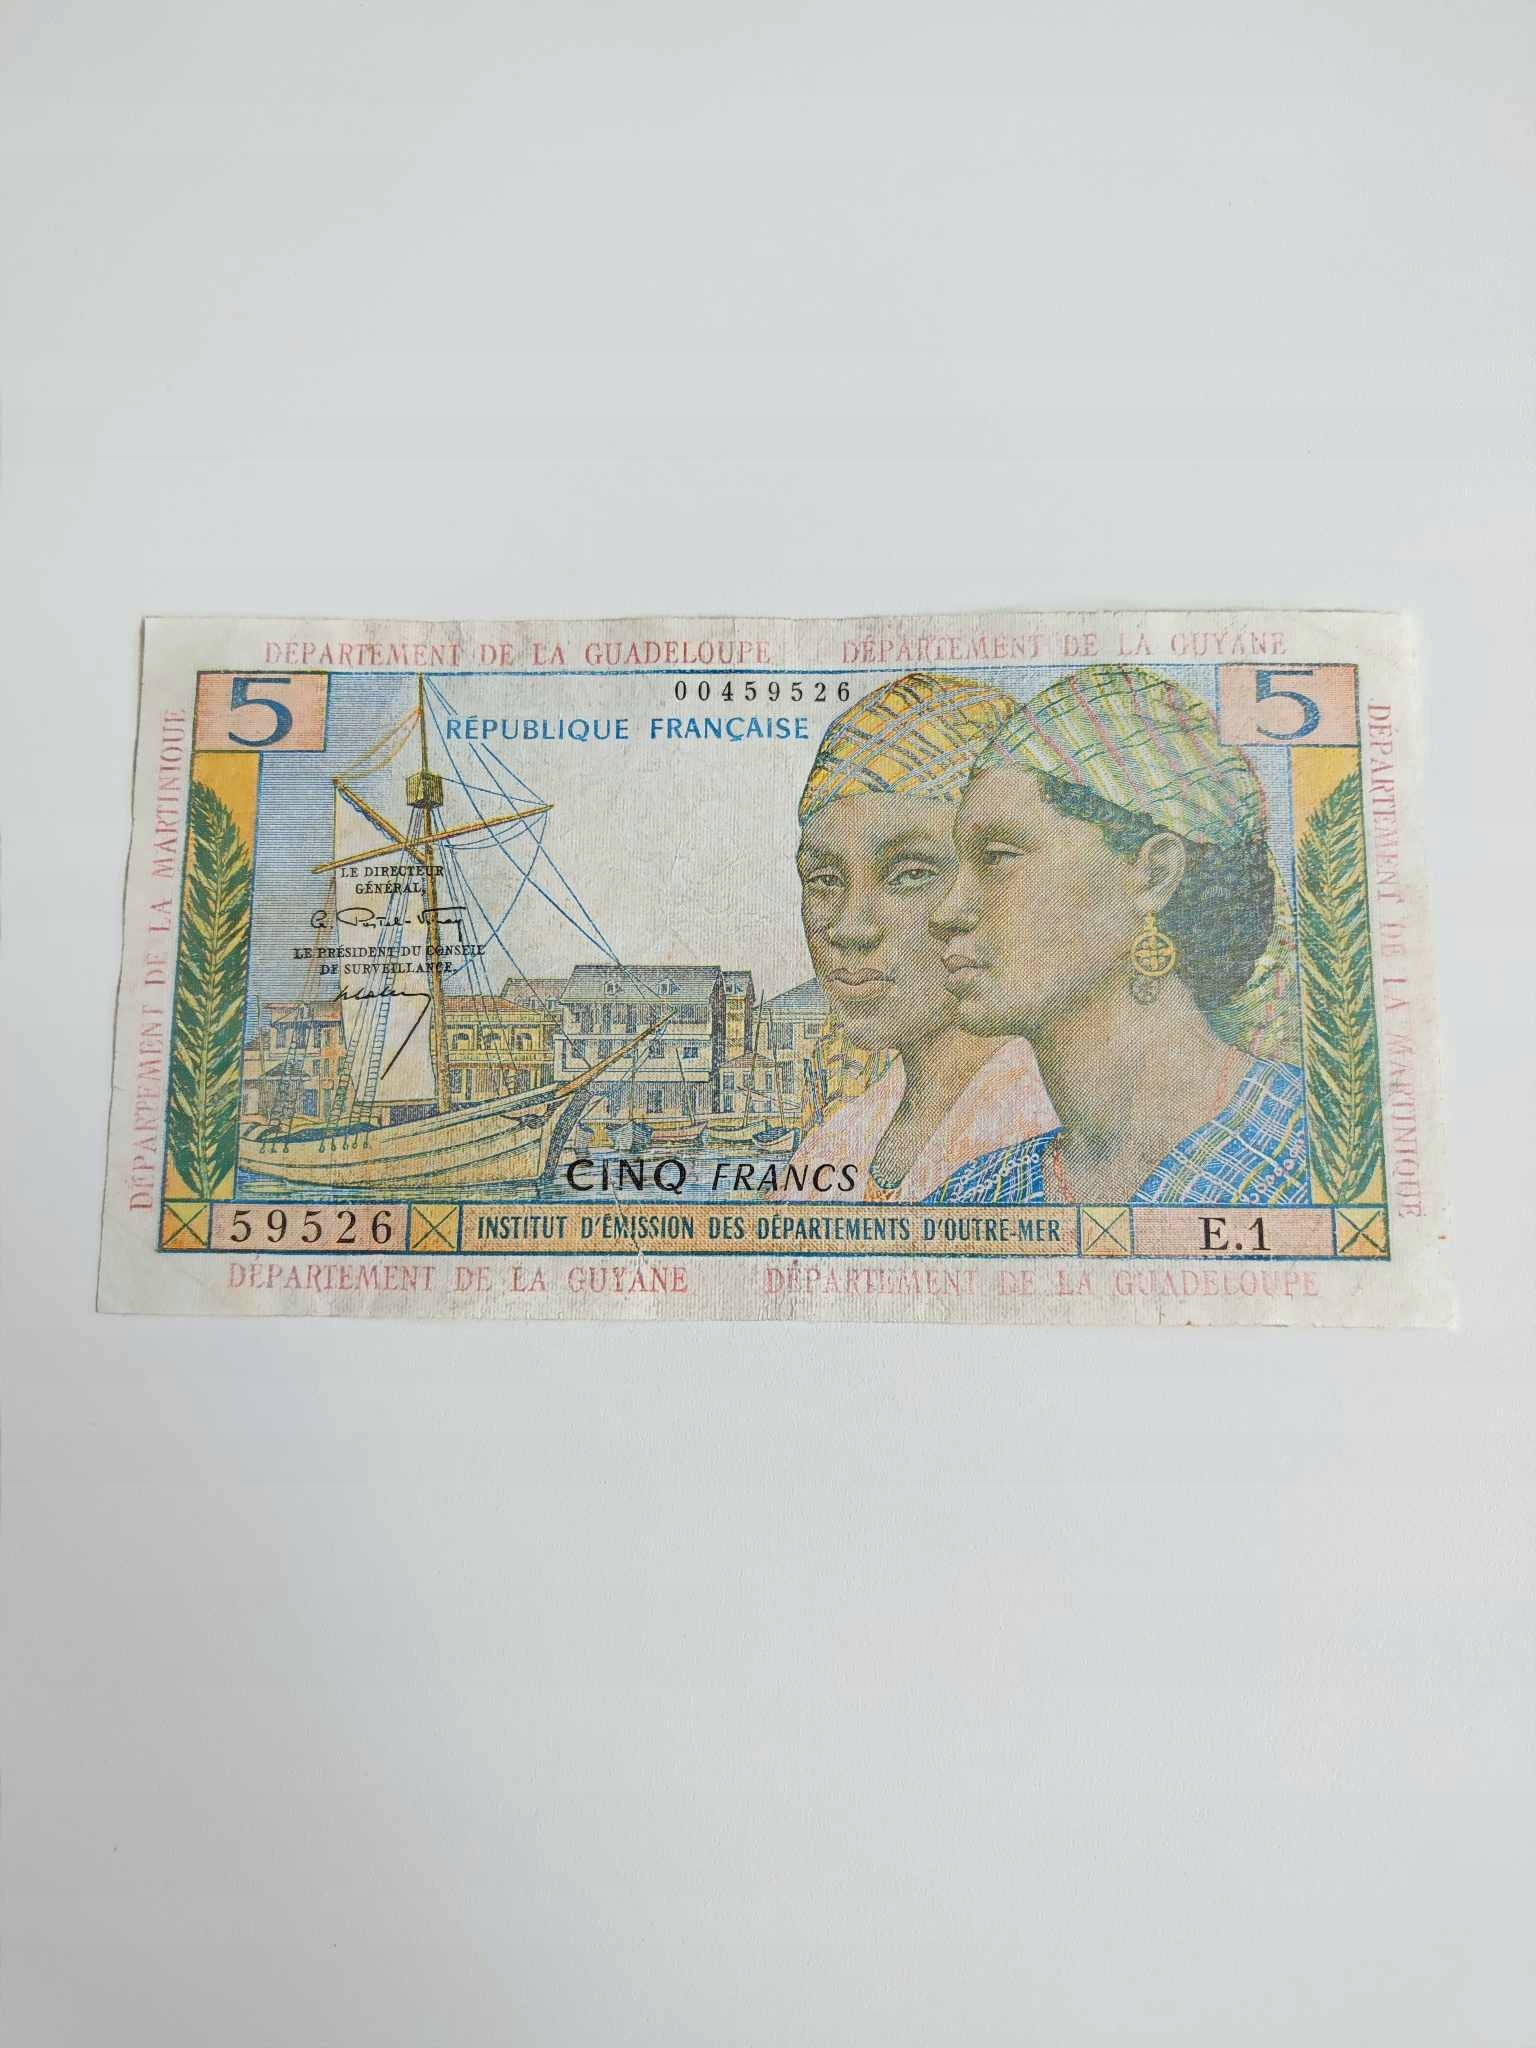 DÉPARTEMENT DE LA GUADELOUPE DÉPARTEMENT DE LA GUYANE
5 5
00459526
RÉPUBLIQUE FRANÇAISE
DÉPARTEMENT DE LA MARTINIQUE
DÉPARTEMENT DE LA MARTINIQUE
LE DIRECTEUR
GÉNÉRAL,
LE PRÉSIDENT DU CONSEIL
DE SURVEILLANCE,
CINQ FRANCS
59526 INSTITUT D'ÉMISSION DES DÉPARTEMENTS D'OUTRE-MER E.1
DÉPARTEMENT DE LA GUYANE DÉPARTEMENT DE LA GUADELOUPE